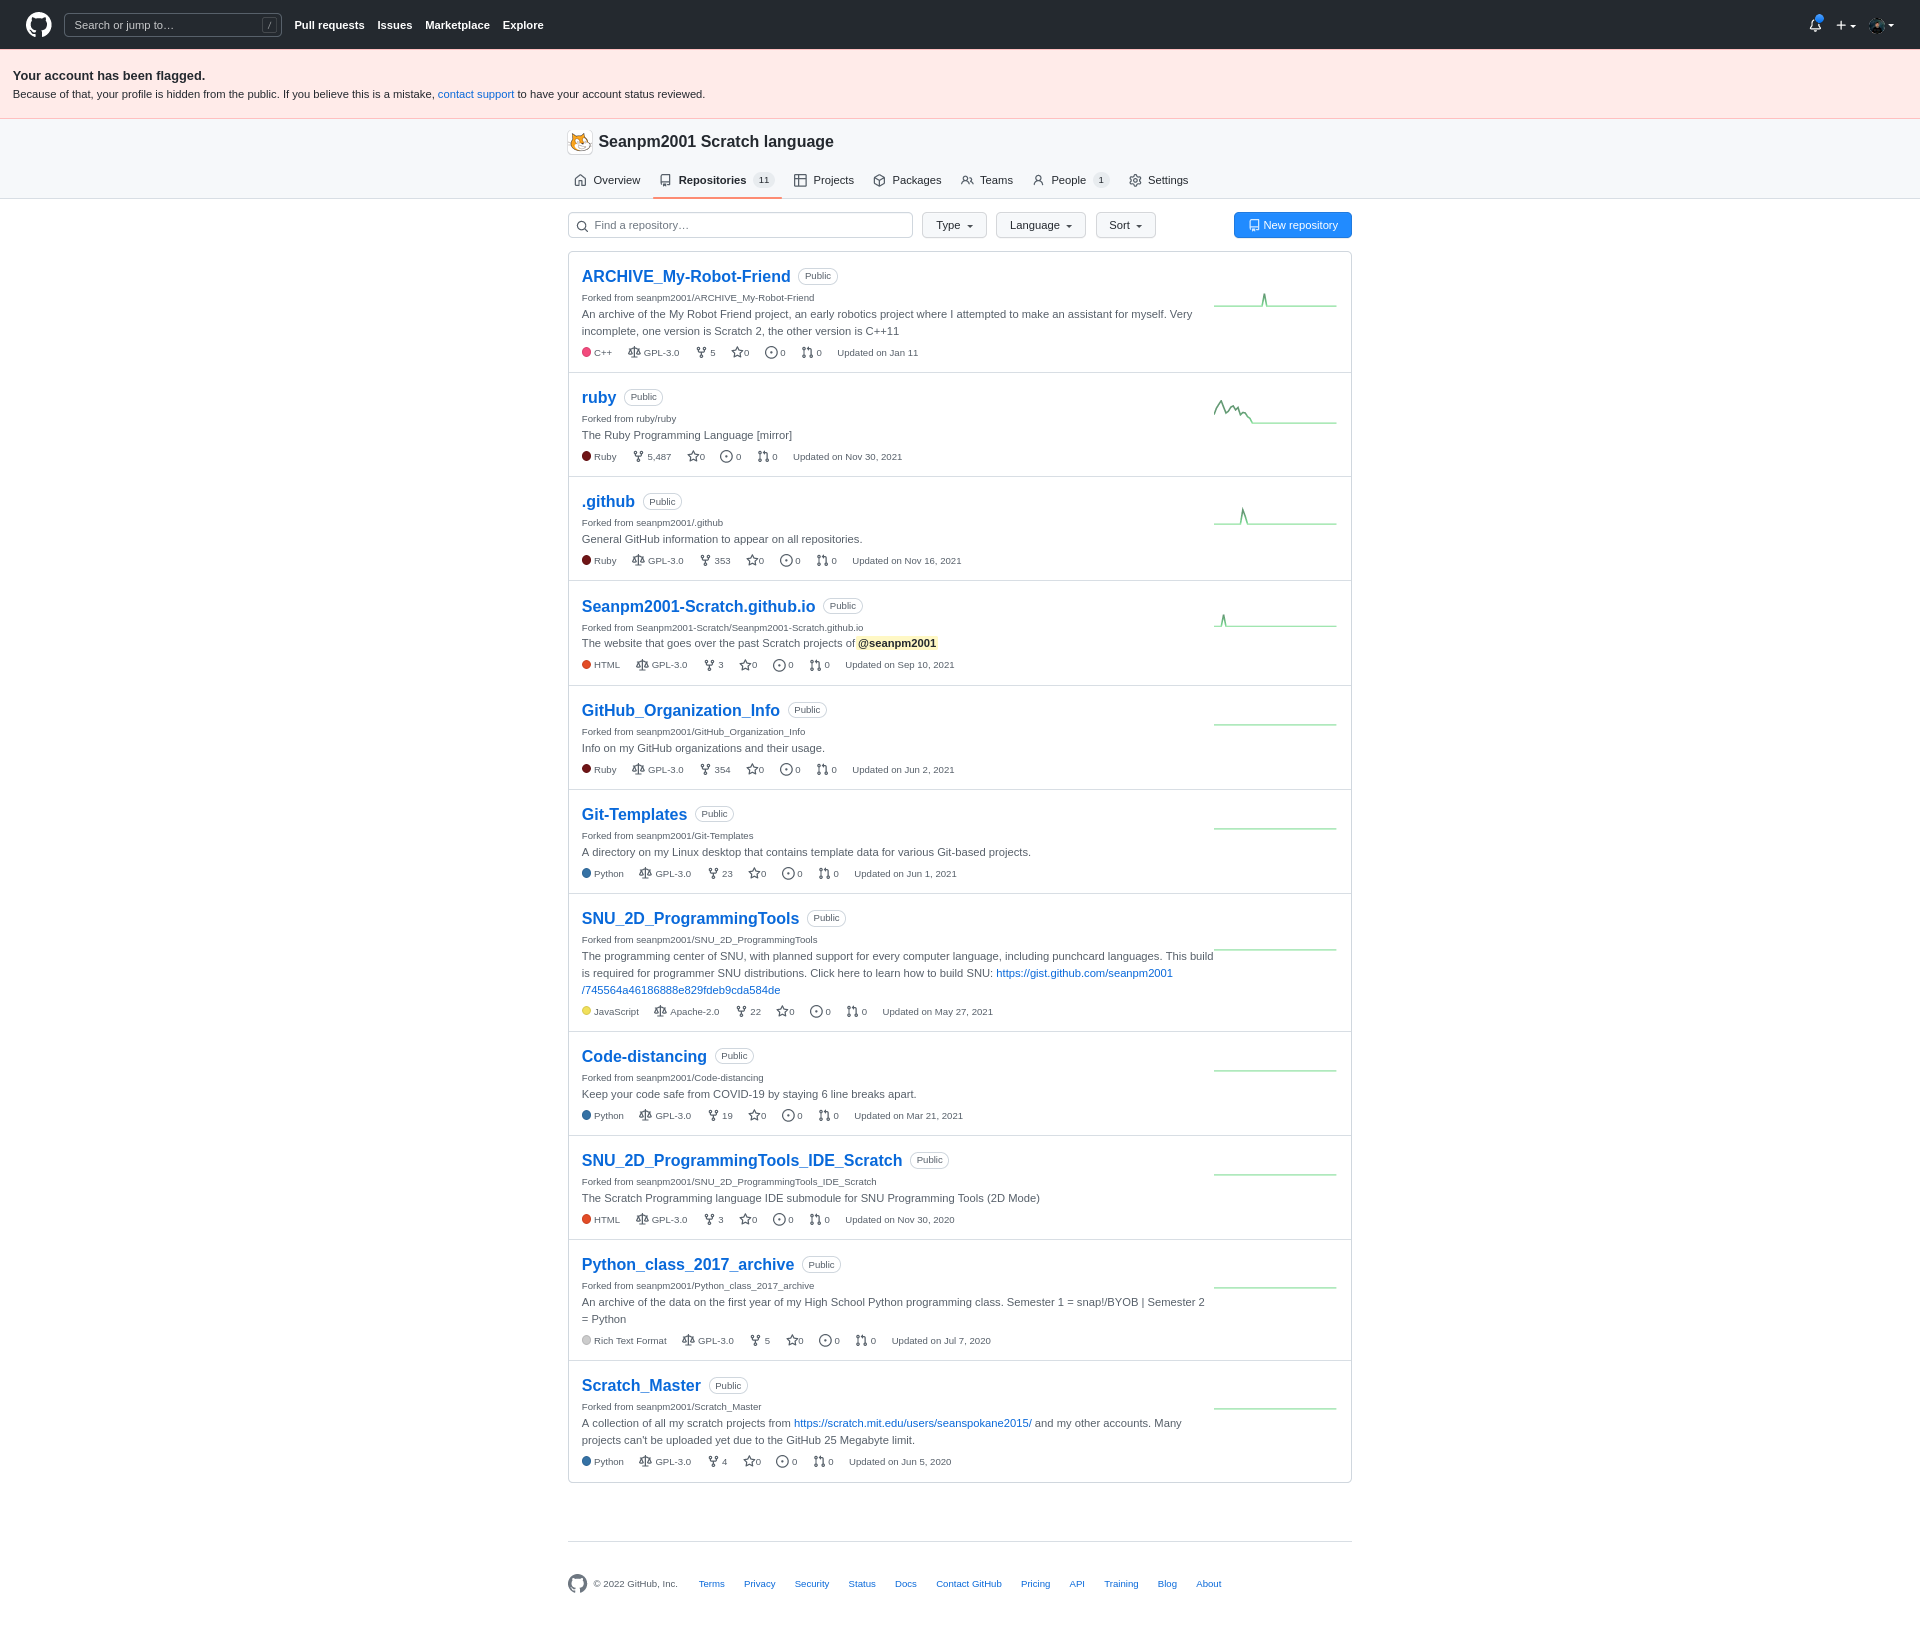 Search or jump to… /
Pull requests Issues Marketplace Explore
Your account has been flagged.
Because of that, your profile is hidden from the public. If you believe this is a mistake, contact support to have your account status reviewed.
Seanpm2001 Scratch language
Overview Repositories 11 Projects Packages Teams People 1 Settings
Find a repository… Type Language Sort New repository
ARCHIVE_My-Robot-Friend Public
Forked from seanpm2001/ARCHIVE_My-Robot-Friend
An archive of the My Robot Friend project, an early robotics project where I attempted to make an assistant for myself. Very
incomplete, one version is Scratch 2, the other version is C++11
C++ GPL-3.0 5 0 0 0 Updated on Jan 11
ruby Public
Forked from ruby/ruby
The Ruby Programming Language [mirror]
Ruby 5,487 0 0 0 Updated on Nov 30, 2021
.github Public
Forked from seanpm2001/.github
General GitHub information to appear on all repositories.
Ruby GPL-3.0 353 0 0 0 Updated on Nov 16, 2021
Seanpm2001-Scratch.github.io Public
Forked from Seanpm2001-Scratch/Seanpm2001-Scratch.github.io
The website that goes over the past Scratch projects of @seanpm2001
HTML GPL-3.0 3 0 0 0 Updated on Sep 10, 2021
GitHub_Organization_Info Public
Forked from seanpm2001/GitHub_Organization_Info
Info on my GitHub organizations and their usage.
Ruby GPL-3.0 354 0 0 0 Updated on Jun 2, 2021
Git-Templates Public
Forked from seanpm2001/Git-Templates
A directory on my Linux desktop that contains template data for various Git-based projects.
Python GPL-3.0 23 0 0 0 Updated on Jun 1, 2021
SNU_2D_ProgrammingTools Public
Forked from seanpm2001/SNU_2D_ProgrammingTools
The programming center of SNU, with planned support for every computer language, including punchcard languages. This build
is required for programmer SNU distributions. Click here to learn how to build SNU: https://gist.github.com/seanpm2001
/745564a46186888e829fdeb9cda584de
JavaScript Apache-2.0 22 0 0 0 Updated on May 27, 2021
Code-distancing Public
Forked from seanpm2001/Code-distancing
Keep your code safe from COVID-19 by staying 6 line breaks apart.
Python GPL-3.0 19 0 0 0 Updated on Mar 21, 2021
SNU_2D_ProgrammingTools_IDE_Scratch Public
Forked from seanpm2001/SNU_2D_ProgrammingTools_IDE_Scratch
The Scratch Programming language IDE submodule for SNU Programming Tools (2D Mode)
HTML GPL-3.0 3 0 0 0 Updated on Nov 30, 2020
Python_class_2017_archive Public
Forked from seanpm2001/Python_class_2017_archive
An archive of the data on the first year of my High School Python programming class. Semester 1 = snap!/BYOB | Semester 2
= Python
Rich Text Format GPL-3.0 5 0 0 0 Updated on Jul 7, 2020
Scratch_Master Public
Forked from seanpm2001/Scratch_Master
A collection of all my scratch projects from https://scratch.mit.edu/users/seanspokane2015/ and my other accounts. Many
projects can't be uploaded yet due to the GitHub 25 Megabyte limit.
Python GPL-3.0 4 0 0 0 Updated on Jun 5, 2020
© 2022 GitHub, Inc. Terms Privacy Security Status Docs Contact GitHub Pricing API Training Blog About